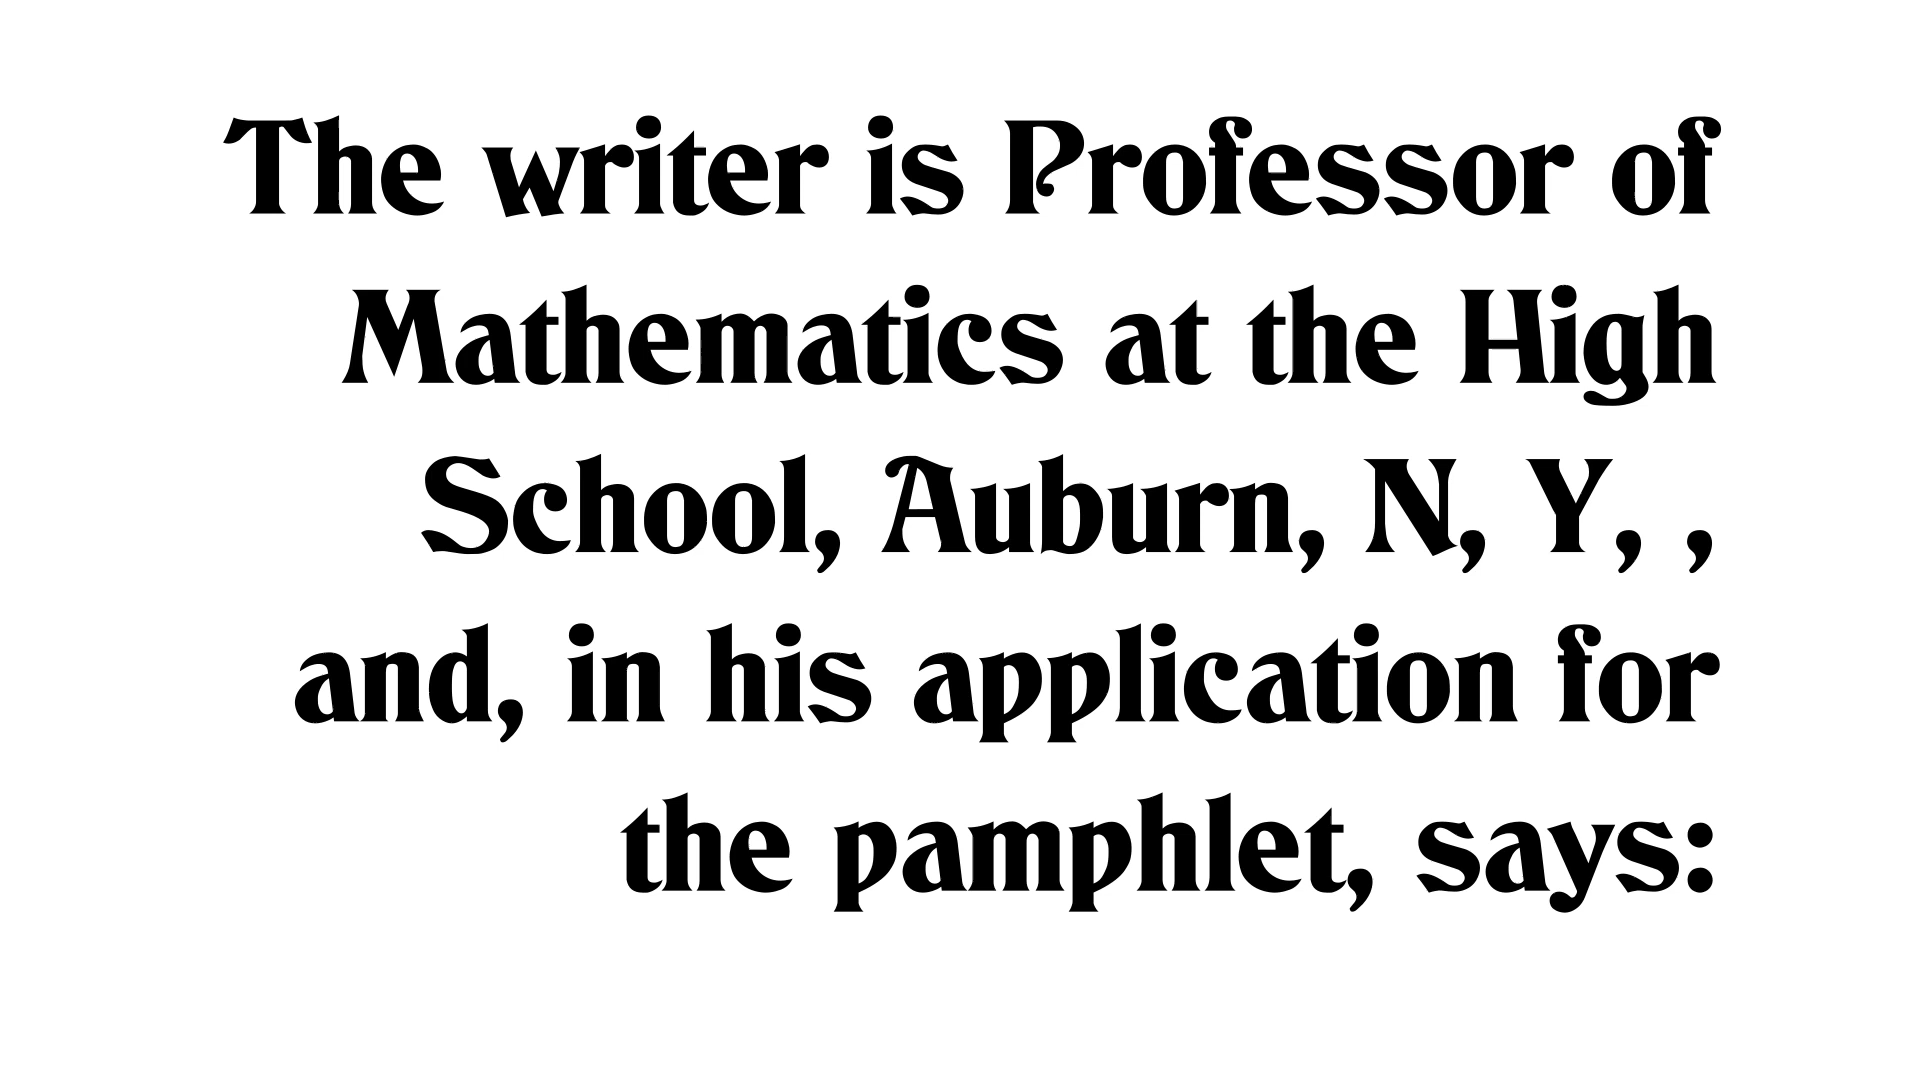 The writer is Professor of
Mathematics at the High
School, Auburn, N, Y, ,
and, in his application for
the pamphlet, says: